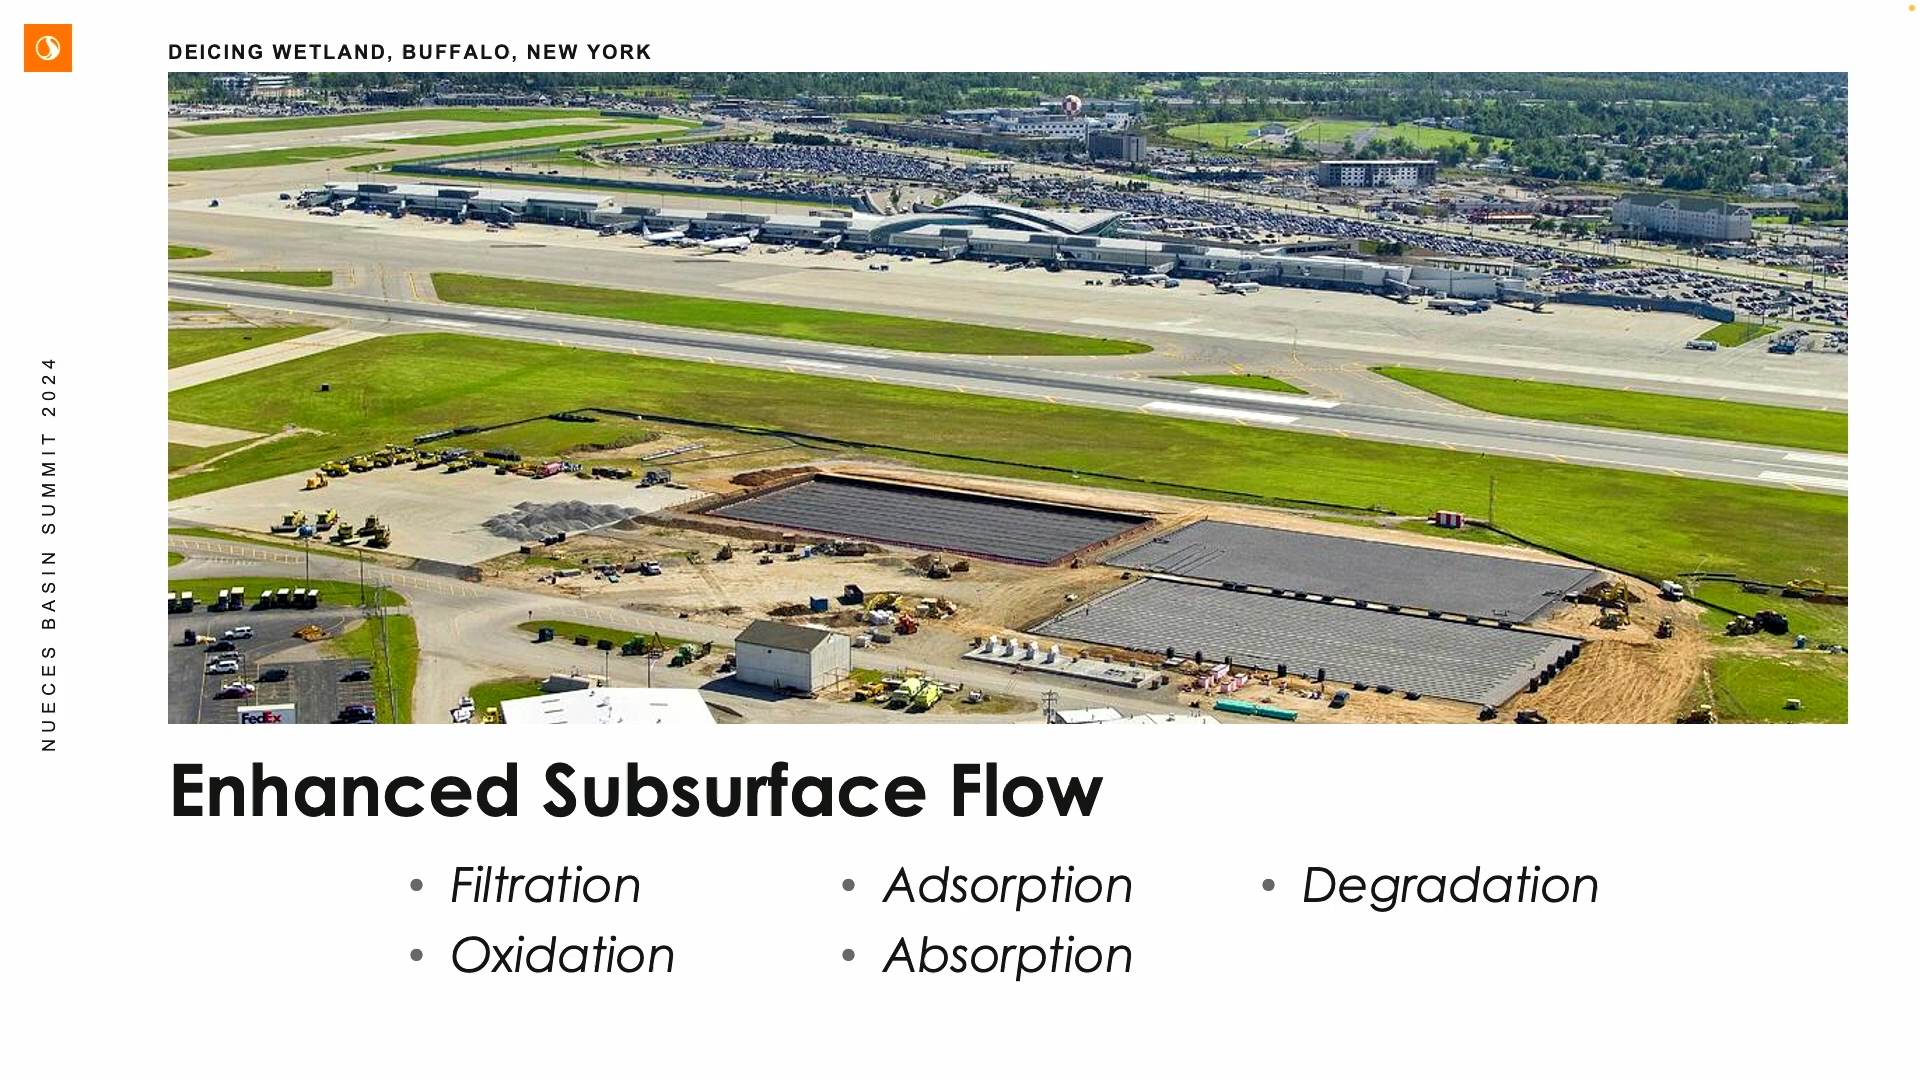 DEICING WETLAND, BUFFALO, NEW YORK
NUECES BASIN SUMMIT 2024
FedEx
Enhanced Subsurface Flow
• Filtration
• Oxidation
• Adsorption
• Absorption
• Degradation